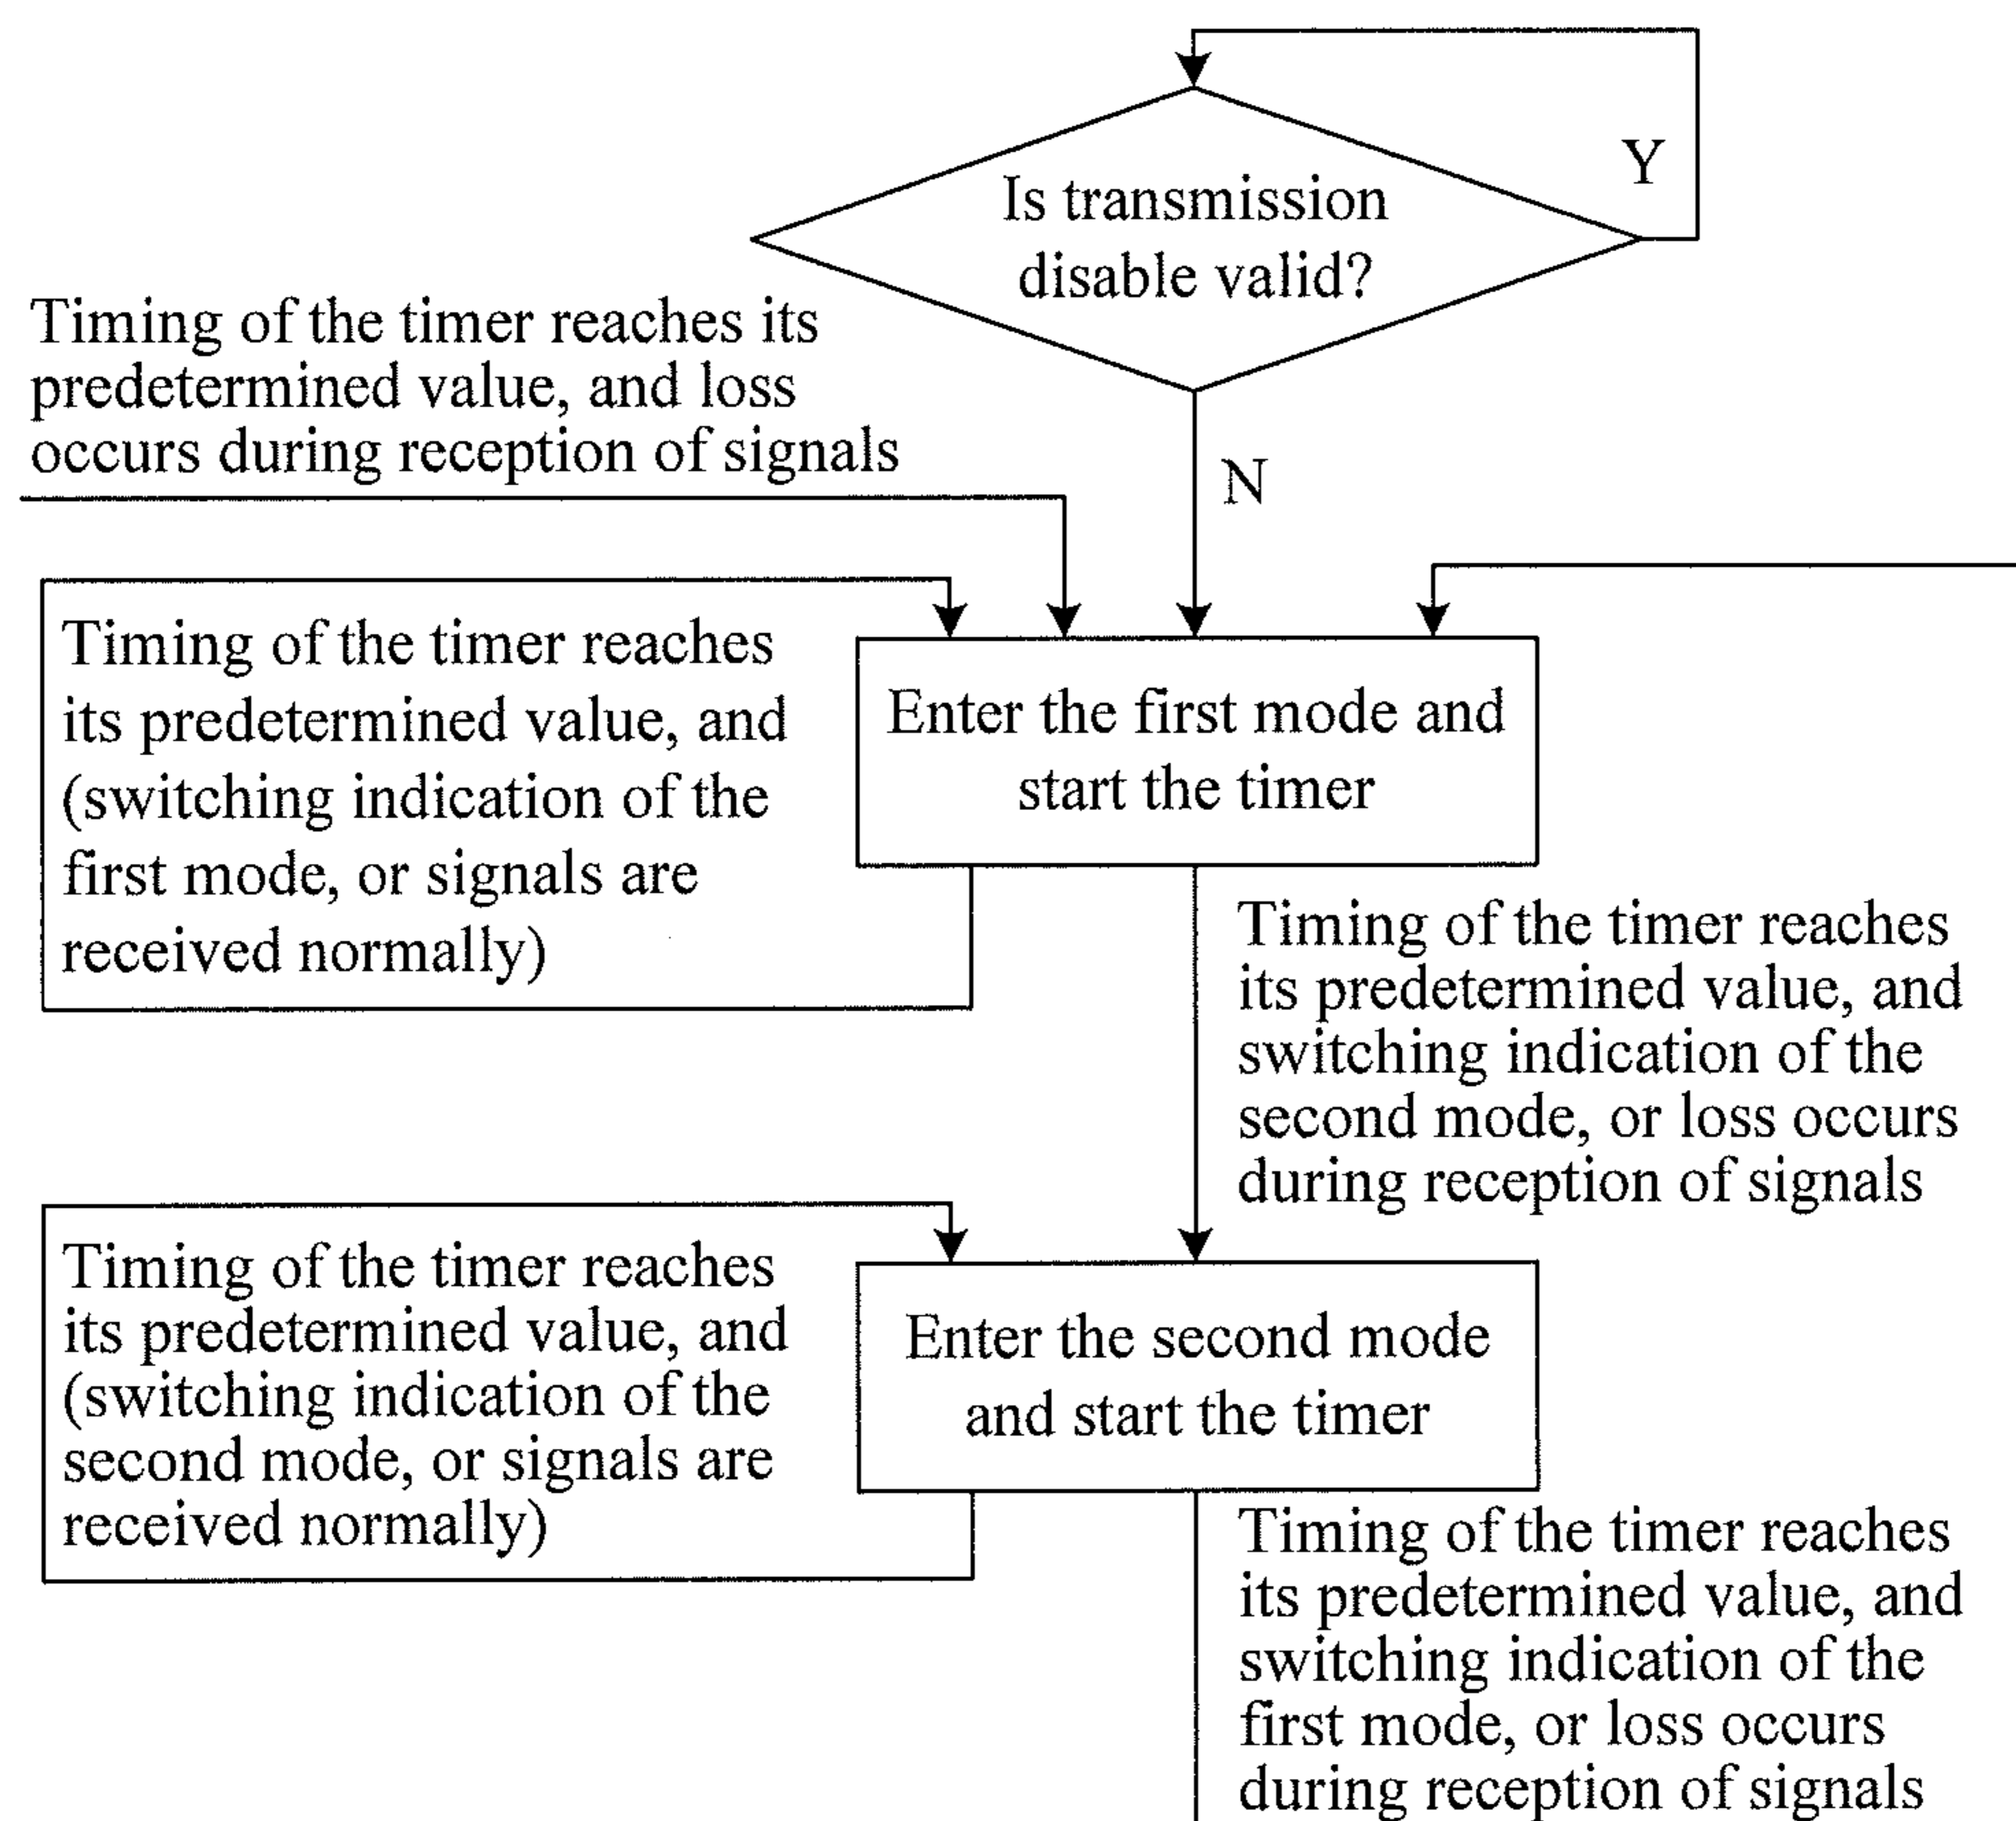 Y
Is transmission
disable valid?
Timing of the timer reaches its
predetermined value, and loss
occurs during reception of signals
N
Timing of the timer reaches
its predetermined value, and
(switching indication of the
first mode, or signals are
received normally)
Enter the first mode and
start the timer
Timing of the timer reaches
its predetermined value, and
switching indication of the
second mode, or loss occurs
during reception of signals
Timing of the timer reaches
its predetermined value, and
(switching indication of the
second mode, or signals are
received normally)
Enter the second mode
and start the timer
Timing of the timer reaches
its predetermined value, and
switching indication of the
first mode, or loss occurs
during reception of signals